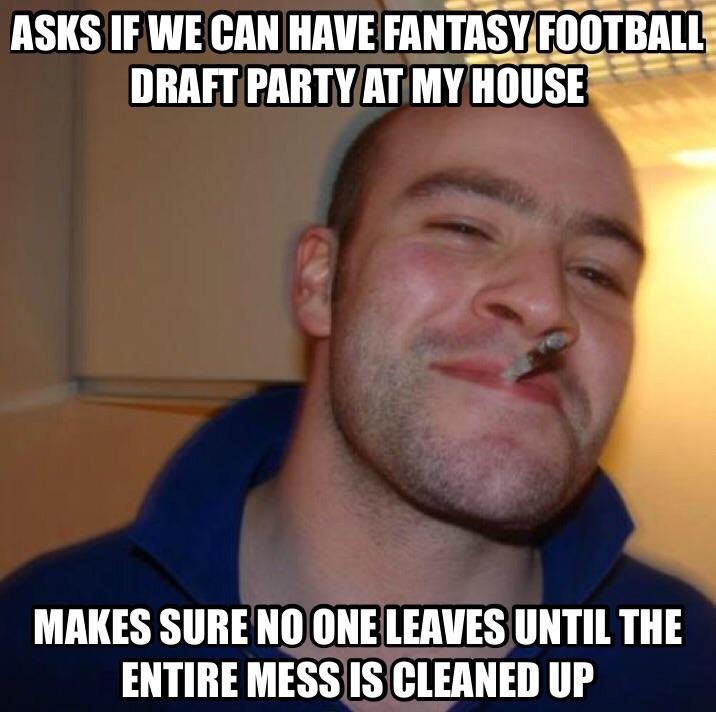 ASKS IF WE CAN HAVE FANTASY FOOTBALL
DRAFT PARTY AT MY HOUSE
MAKES SURE NO ONE LEAVES UNTIL THE
ENTIRE MESS IS CLEANED UP